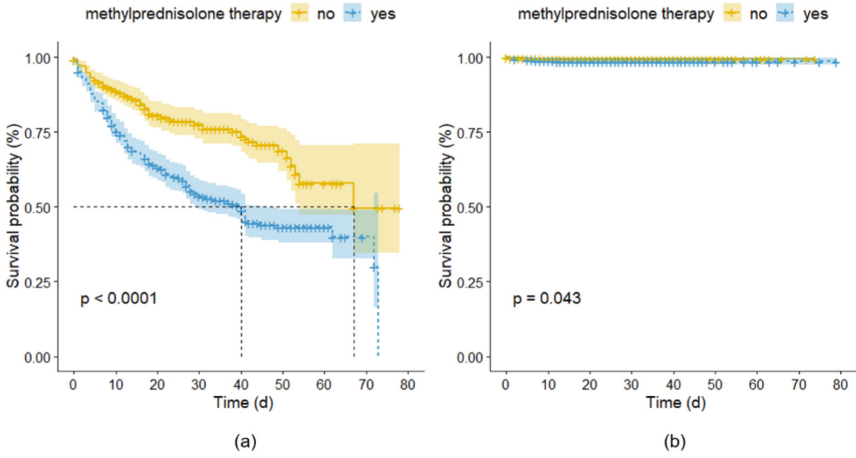 methylprednisolone therapy no yes
Survival probability (%)
1.00
0.75
0.50
0.25
0.00
p < 0.0001
0 10 20 30 40 50 60 70 80
Time (d)
(a)
methylprednisolone therapy no yes
Survival probability (%)
1.00
0.75
0.50
0.25
0.00
p = 0.043
0 10 20 30 40 50 60 70 80
Time (d)
(b)